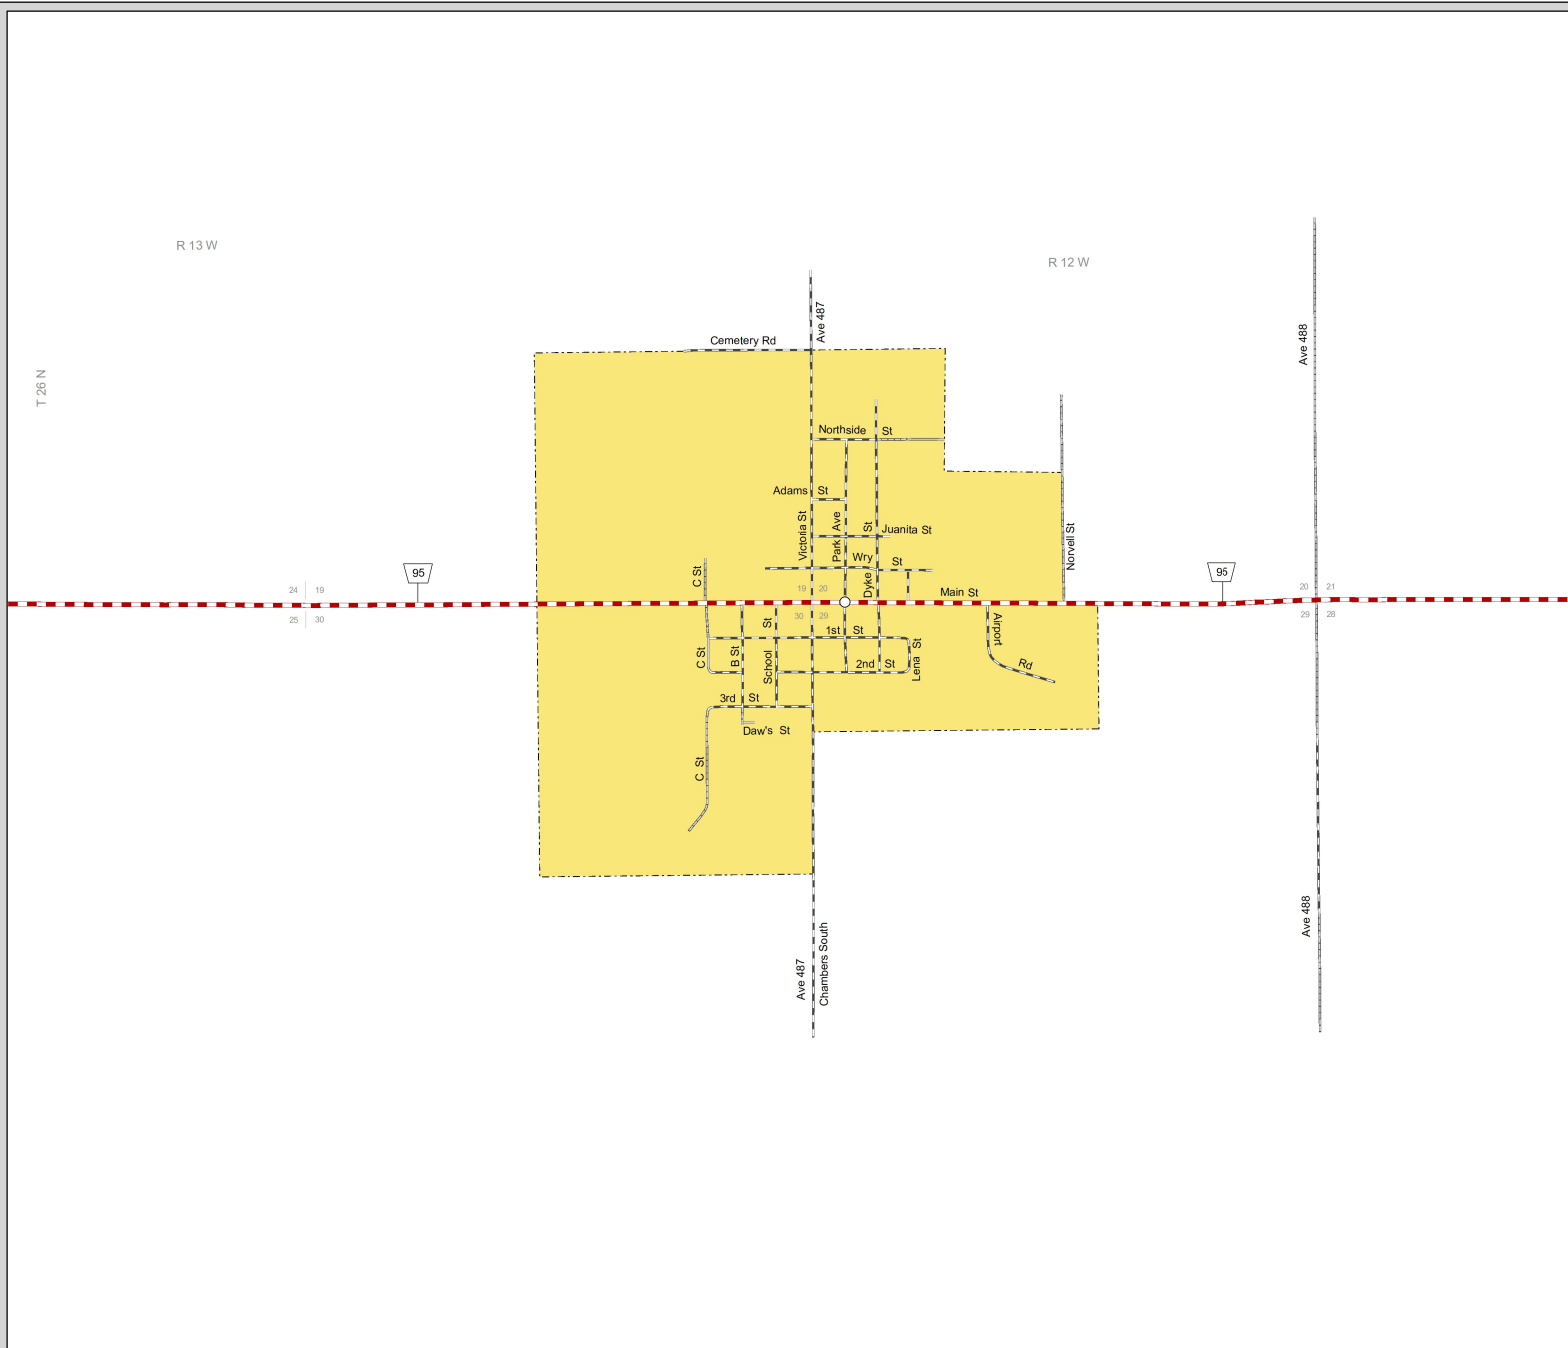 R 13 W
R 12 W
T 26 N
Ave 487
Ave 488
Cemetery Rd
Northside St
Adams St
Victoria St
Park Ave
Dyke St
Juanita St
Wry St
Norvell St
C St
95
95
24 19
19 20
20 21
Main St
25 30
30 29
29 28
1st St
School St
B St
C St
2nd St
Lena St
Airport Rd
3rd St
Daw's St
C St
Ave 488
Ave 487
Chambers South